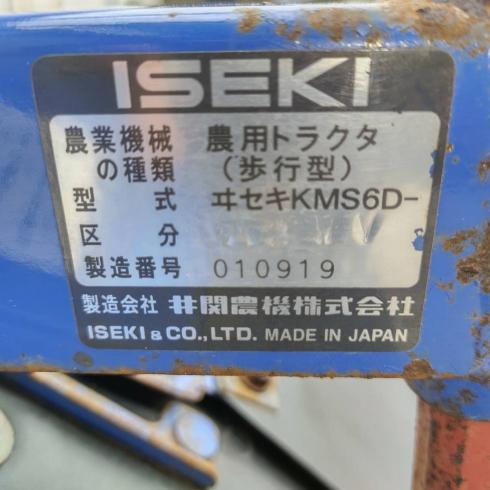 ISEKI
農業機械 農用トラクタ
の種類 (歩行型)
型式 ヰセキKMS6D-
区分
製造番号 010919
製造会社 井関農機株式会社
ISEKI & CO., LTD. MADE IN JAPAN